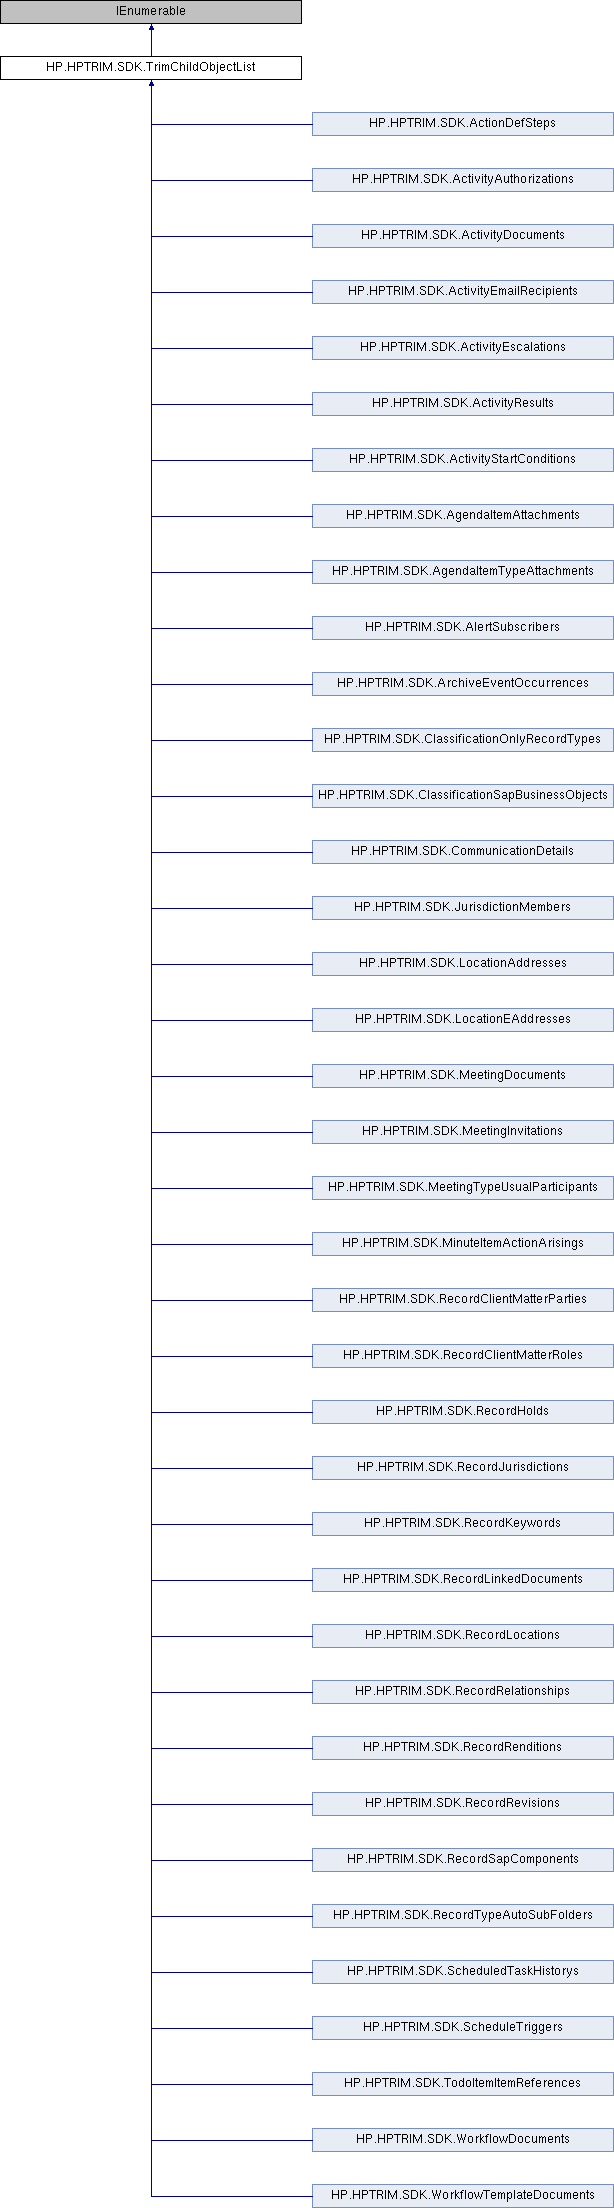 IEnumerable
HP.HPTRIM.SDK.TrimChildObjectList
HP.HPTRIM.SDK.ActionDefSteps
HP.HPTRIM.SDK.ActivityAuthorizations
HP.HPTRIM.SDK.ActivityDocuments
HP.HPTRIM.SDK.ActivityEmailRecipients
HP.HPTRIM.SDK.ActivityEscalations
HP.HPTRIM.SDK.ActivityResults
HP.HPTRIM.SDK.ActivityStartConditions
HP.HPTRIM.SDK.AgendaItemAttachments
HP.HPTRIM.SDK.AgendaItemTypeAttachments
HP.HPTRIM.SDK.AlertSubscribers
HP.HPTRIM.SDK.ArchiveEventOccurrences
HP.HPTRIM.SDK.ClassificationOnlyRecordTypes
HP.HPTRIM.SDK.ClassificationSapBusinessObjects
HP.HPTRIM.SDK.CommunicationDetails
HP.HPTRIM.SDK.JurisdictionMembers
HP.HPTRIM.SDK.LocationAddresses
HP.HPTRIM.SDK.LocationEAddresses
HP.HPTRIM.SDK.MeetingDocuments
HP.HPTRIM.SDK.MeetingInvitations
HP.HPTRIM.SDK.MeetingTypeUsualParticipants
HP.HPTRIM.SDK.MinuteItemActionArisings
HP.HPTRIM.SDK.RecordClientMatterParties
HP.HPTRIM.SDK.RecordClientMatterRoles
HP.HPTRIM.SDK.RecordHolds
HP.HPTRIM.SDK.RecordJurisdictions
HP.HPTRIM.SDK.RecordKeywords
HP.HPTRIM.SDK.RecordLinkedDocuments
HP.HPTRIM.SDK.RecordLocations
HP.HPTRIM.SDK.RecordRelationships
HP.HPTRIM.SDK.RecordRenditions
HP.HPTRIM.SDK.RecordRevisions
HP.HPTRIM.SDK.RecordSapComponents
HP.HPTRIM.SDK.RecordTypeAutoSubFolders
HP.HPTRIM.SDK.ScheduledTaskHistorys
HP.HPTRIM.SDK.ScheduleTriggers
HP.HPTRIM.SDK.TodoItemItemReferences
HP.HPTRIM.SDK.WorkflowDocuments
HP.HPTRIM.SDK.WorkflowTemplateDocuments